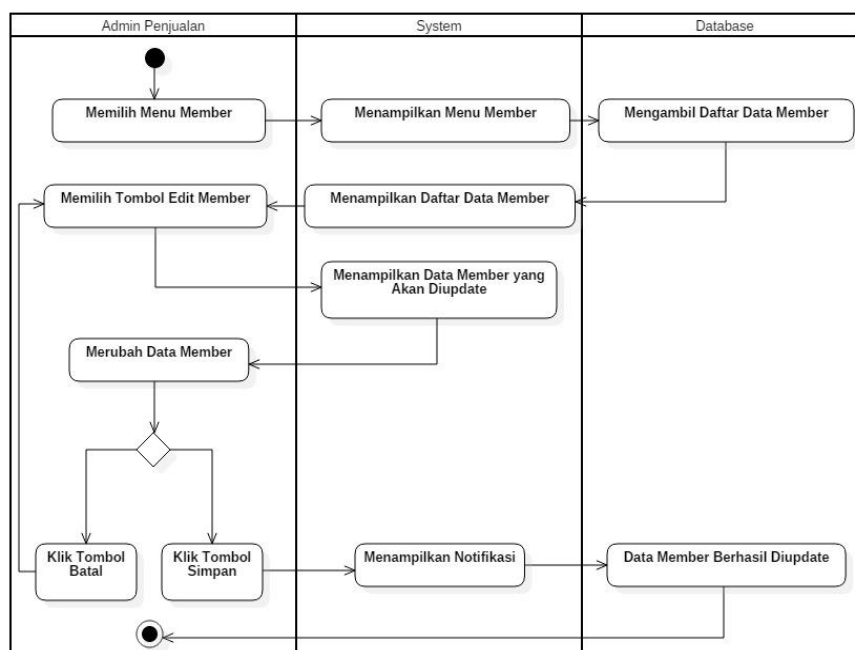 Admin Penjualan
System
Database
Memilih Menu Member
Menampilkan Menu Member
Mengambil Daftar Data Member
Memilih Tombol Edit Member
Menampilkan Daftar Data Member
Menampilkan Data Member yang
Akan Diupdate
Merubah Data Member
Klik Tombol
Batal
Klik Tombol
Simpan
Menampilkan Notifikasi
Data Member Berhasil Diupdate